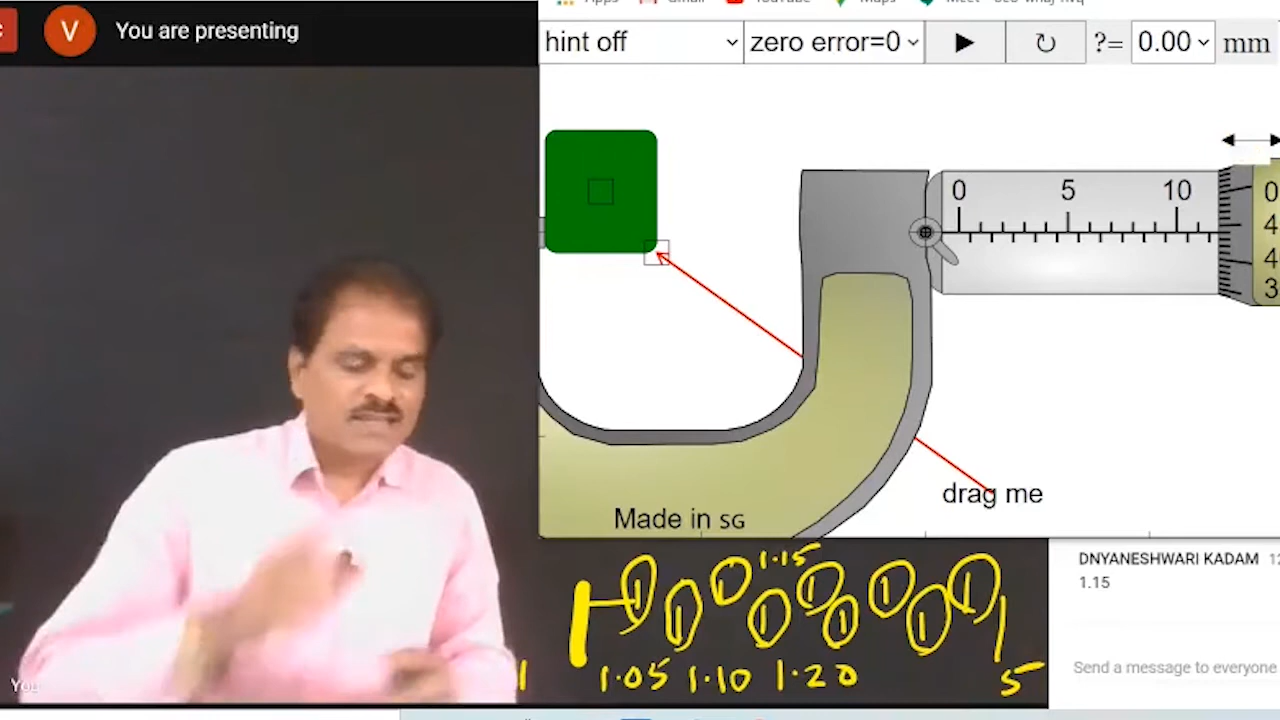 V You are presenting
hint off zero error=0 ?= 0.00 mm
0 5 10
0
4
4
3
drag me
Made in SG
DNYANESHWARI KADAM
1.15
Send a message to everyone
1.15
1.05 1.10 1.20 5
You